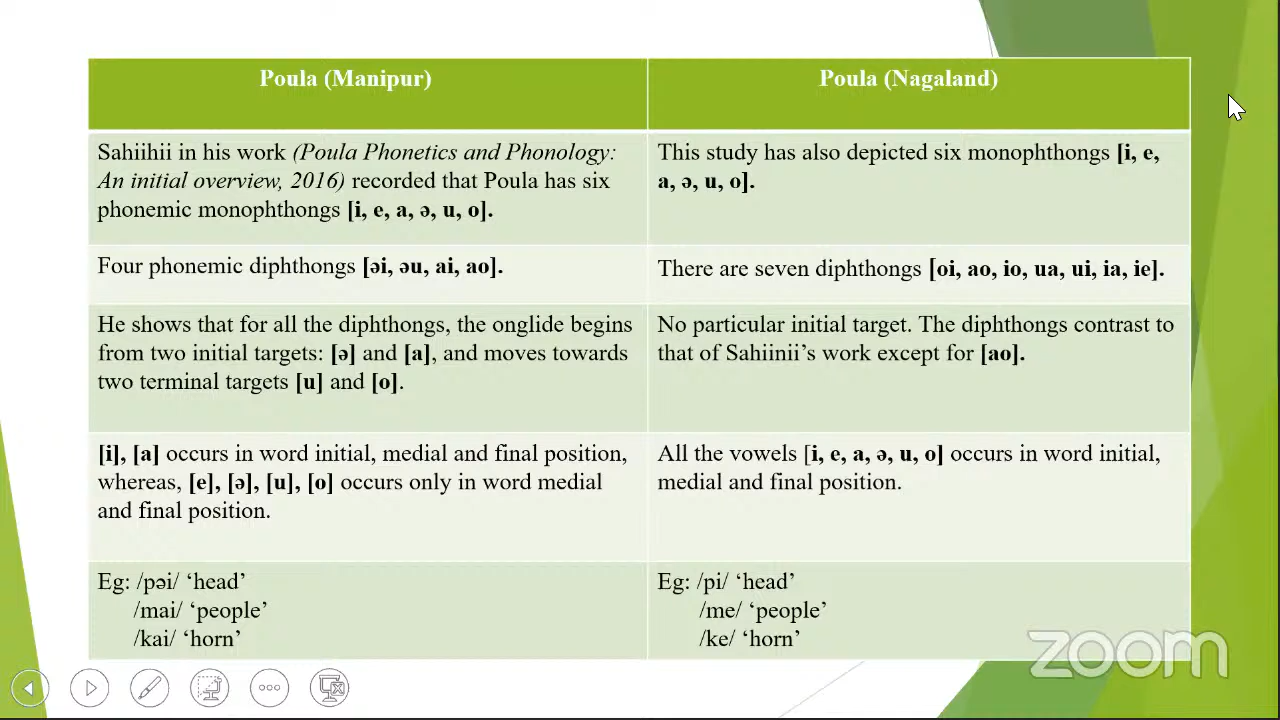 Poula (Manipur)
Poula (Nagaland)
Sahiihii in his work (Poula Phonetics and Phonology:
An initial overview, 2016) recorded that Poula has six
phonemic monophthongs [i, e, a, ə, u, o].
This study has also depicted six monophthongs [i, e,
a, ə, u, o].
Four phonemic diphthongs [əi, əu, ai, ao].
There are seven diphthongs [oi, ao, io, ua, ui, ia, ie].
He shows that for all the diphthongs, the onglide begins
from two initial targets: [ə] and [a], and moves towards
two terminal targets [u] and [o].
No particular initial target. The diphthongs contrast to
that of Sahiinii’s work except for [ao].
[i], [a] occurs in word initial, medial and final position,
whereas, [e], [ə], [u], [o] occurs only in word medial
and final position.
All the vowels [i, e, a, ə, u, o] occurs in word initial,
medial and final position.
Eg: /pəi/ ‘head’
/mai/ ‘people’
/kai/ ‘horn’
Eg: /pi/ ‘head’
/me/ ‘people’
/ke/ ‘horn’
zoom